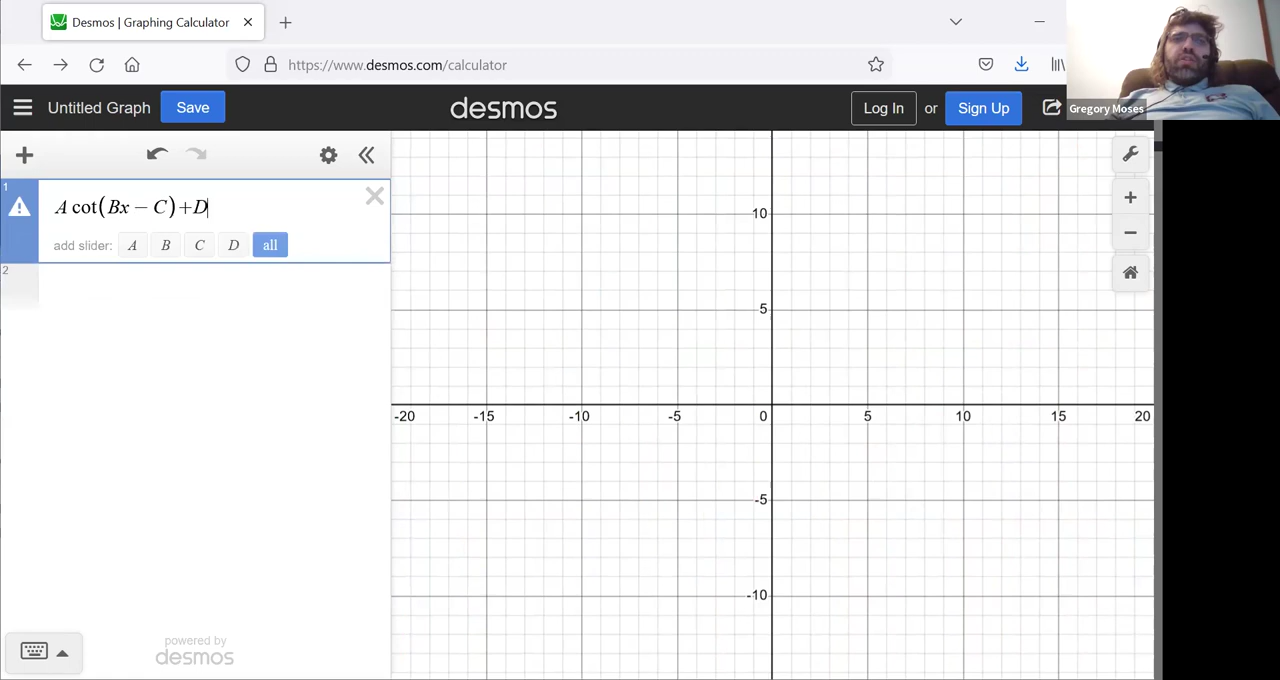 Desmos | Graphing Calculator
https://www.desmos.com/calculator
Untitled Graph Save desmos Log In or Sign Up
Gregory Moses
1
A cot(Bx − C) +D
add slider: A B C D all
2
10
5
-20 -15 -10 -5 0 5 10 15 20
-5
-10
powered by
desmos